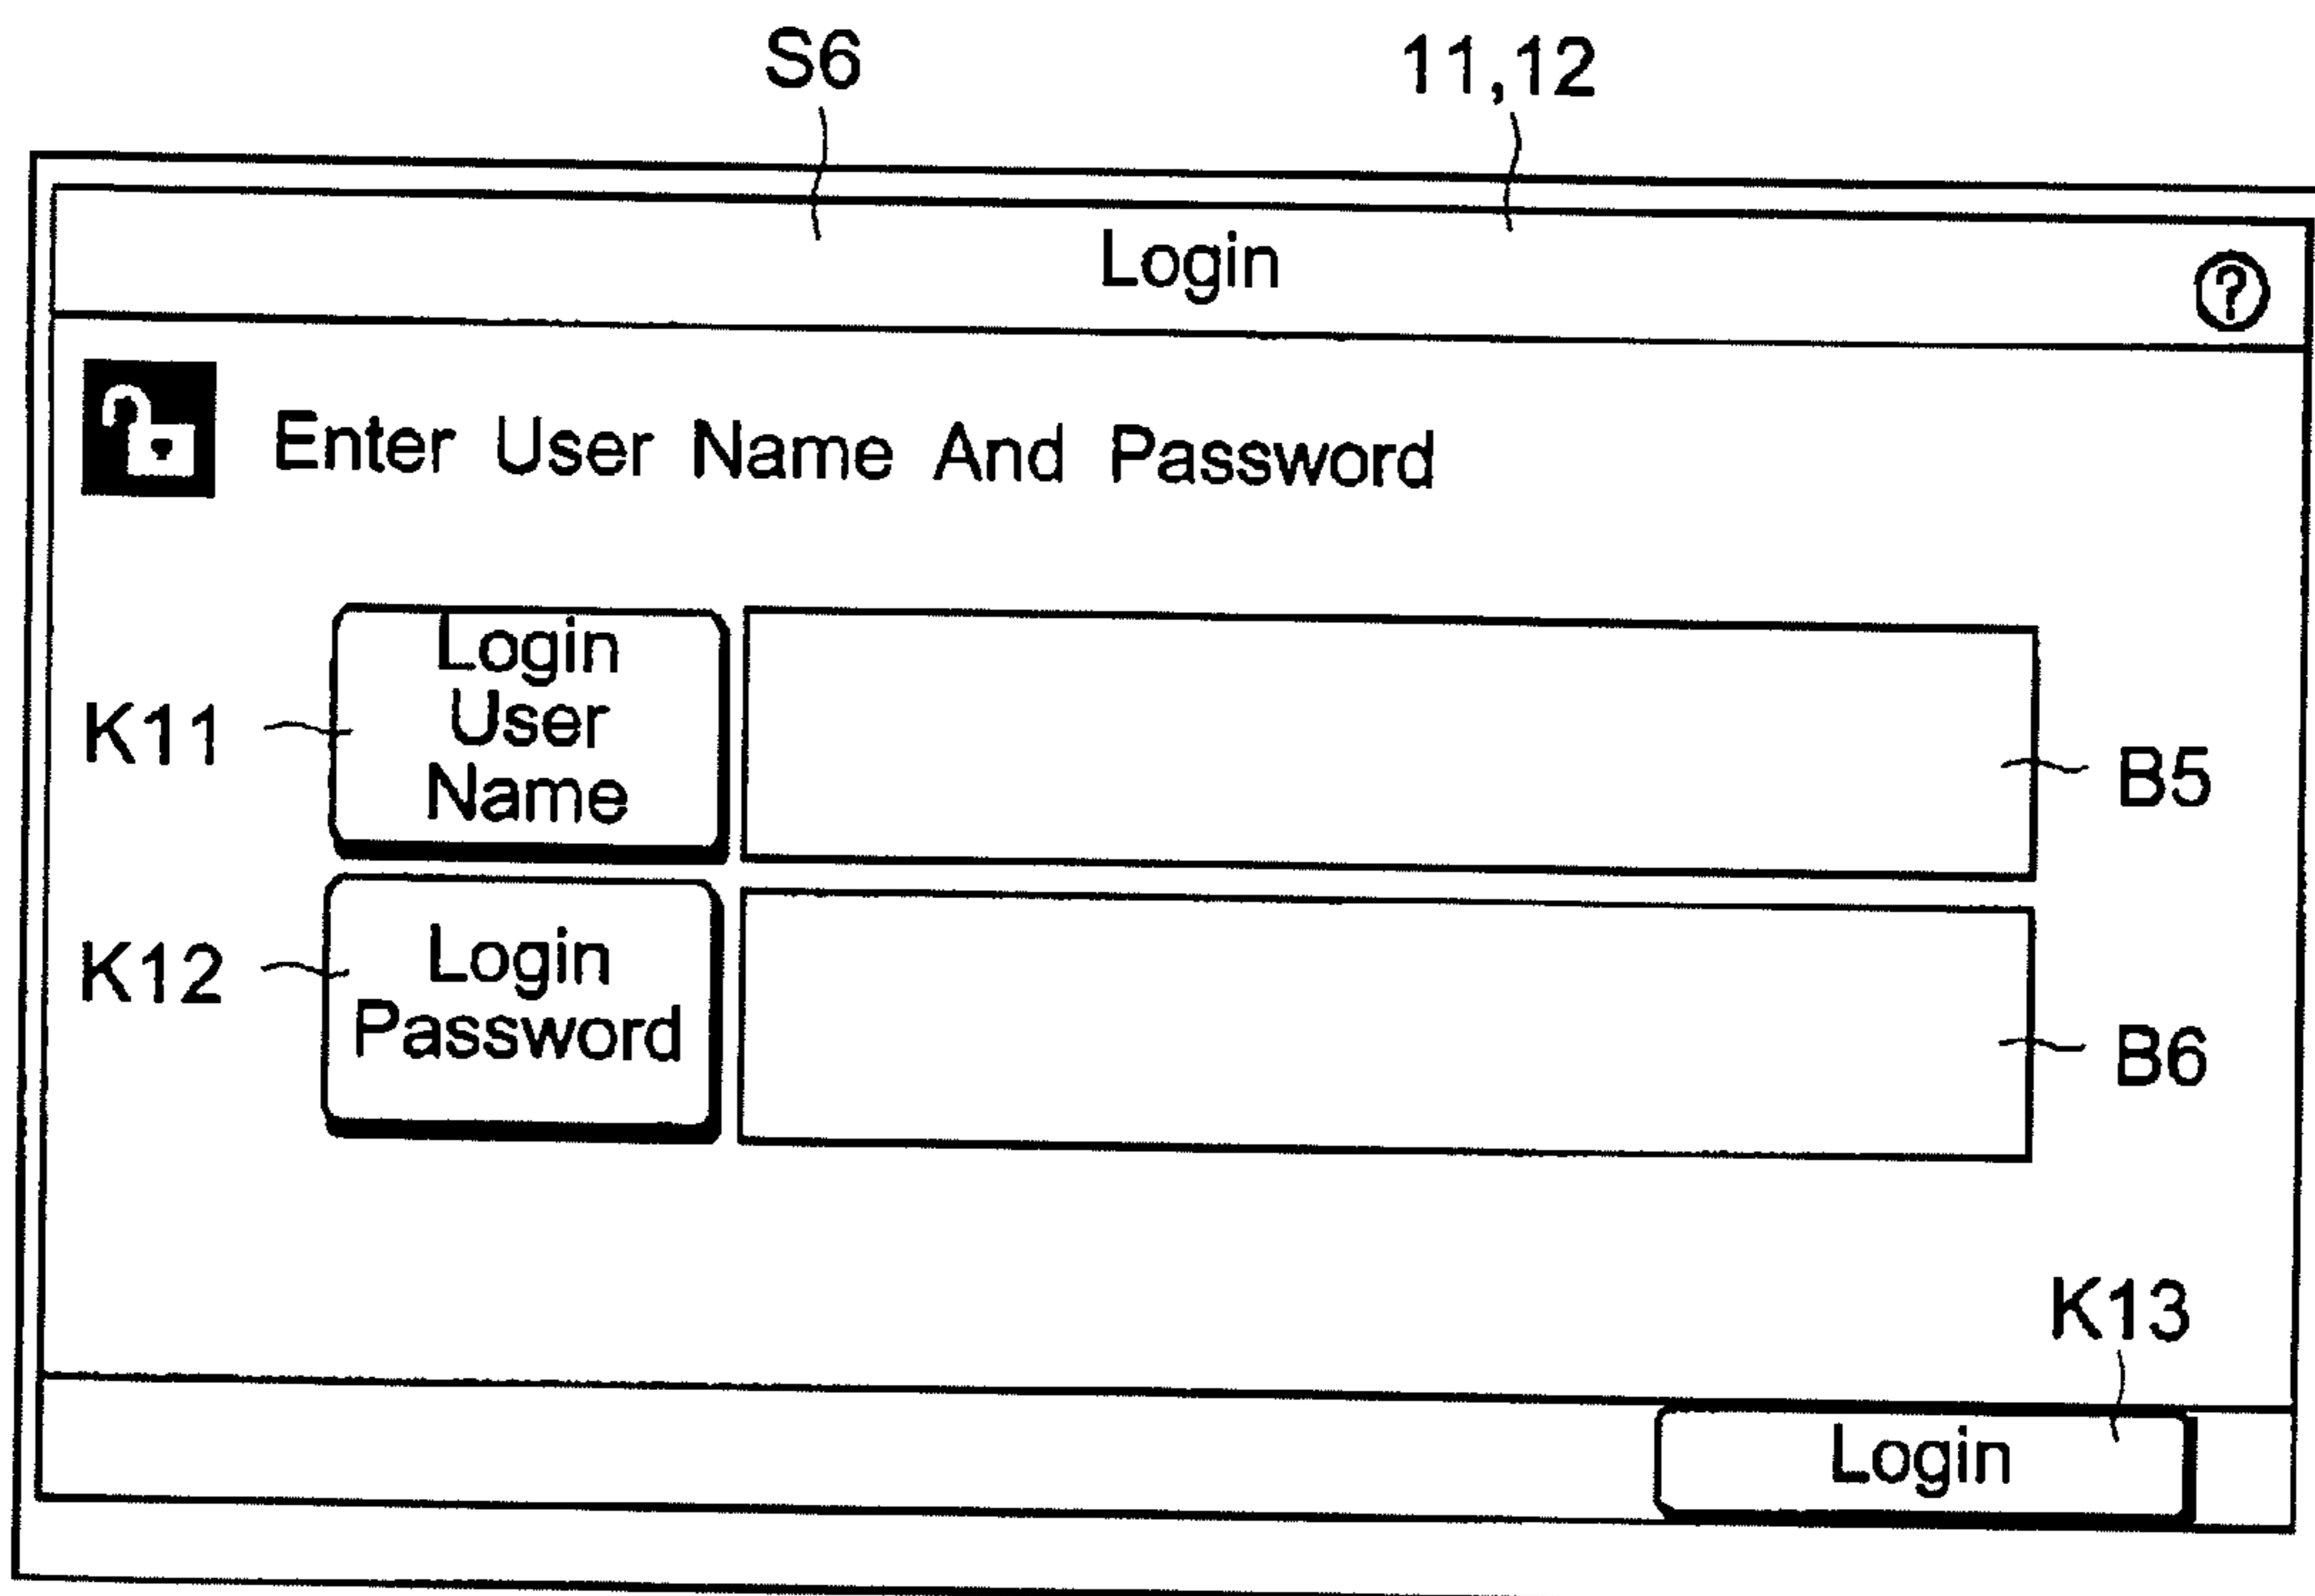 S6 11,12
Login ?
Enter User Name And Password
K11
Login
User
Name
B5
K12
Login
Password
B6
K13
Login